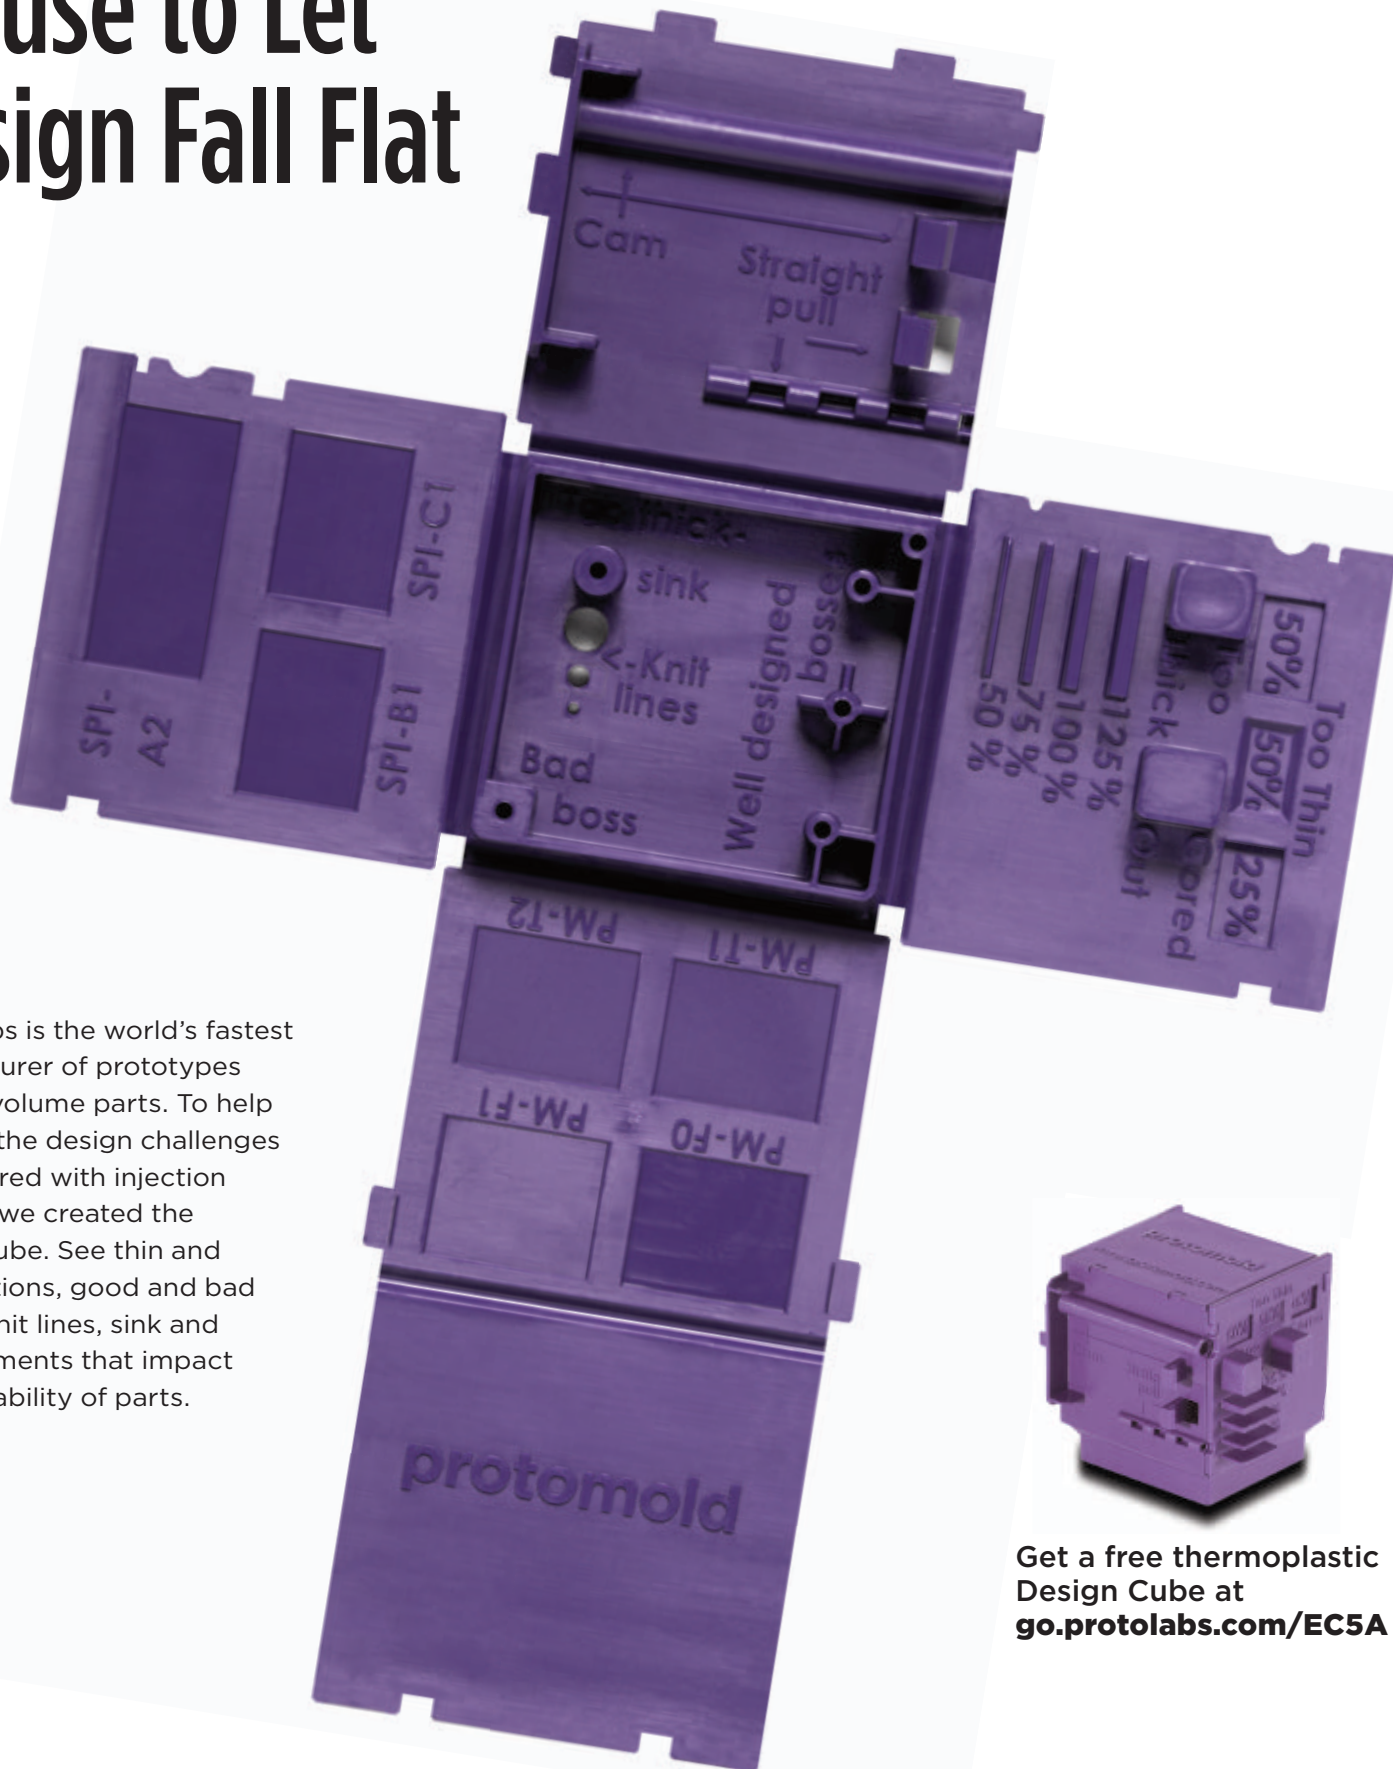 use to Let
sign Fall Flat
Cam
Straight
pull
SPI-C1
SPI-
A2
SPI-B1
Too thick-
sink
<-Knit
lines
Bad
boss
Well designed
bosses
50%
75%
100%
125%
Too
Thick
Cored
Out
50%
50%
25%
Too Thin
PM-T2
PM-T1
PM-F1
PM-F0
protomold
os is the world's fastest
urer of prototypes
volume parts. To help
the design challenges
red with injection
we created the
ube. See thin and
tions, good and bad
nit lines, sink and
ments that impact
ability of parts.
protomold
Get a free thermoplastic
Design Cube at
go.protolabs.com/EC5A